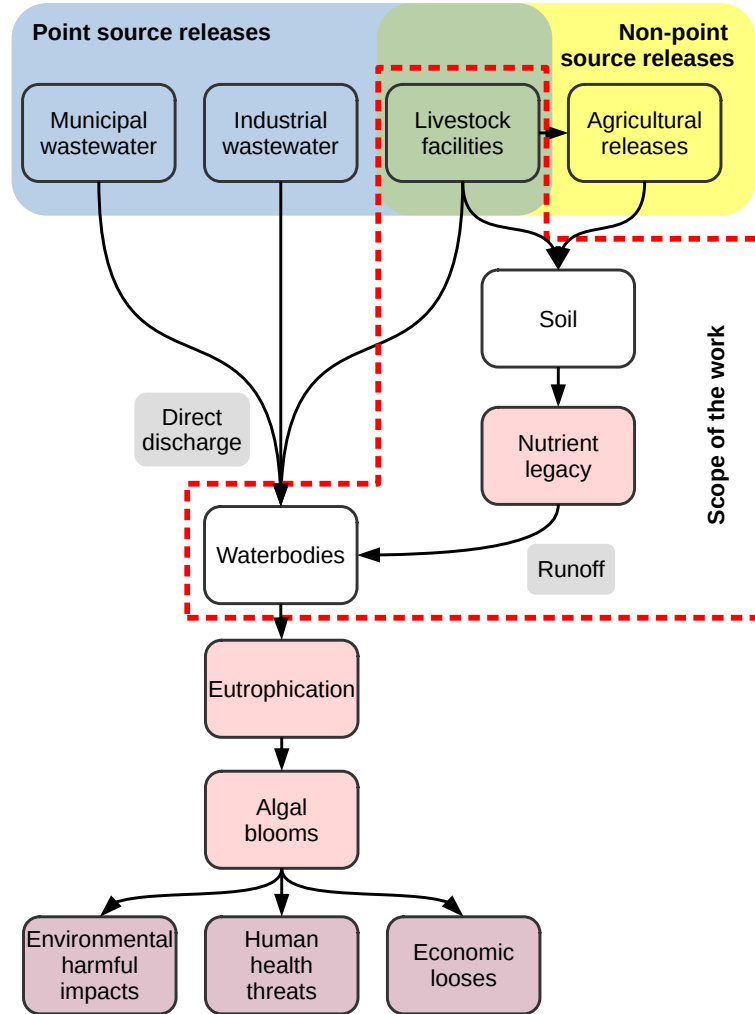 Point source releases
Non-point
source releases
Municipal
wastewater
Industrial
wastewater
Livestock
facilities
Agricultural
releases
Soil
Direct
discharge
Nutrient
legacy
Scope of the work
Waterbodies
Runoff
Eutrophication
Algal
blooms
Environmental
harmful
impacts
Human
health
threats
Economic
looses